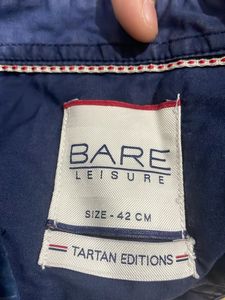 BARE
LEISURE
SIZE - 42 CM
TARTAN EDITIONS